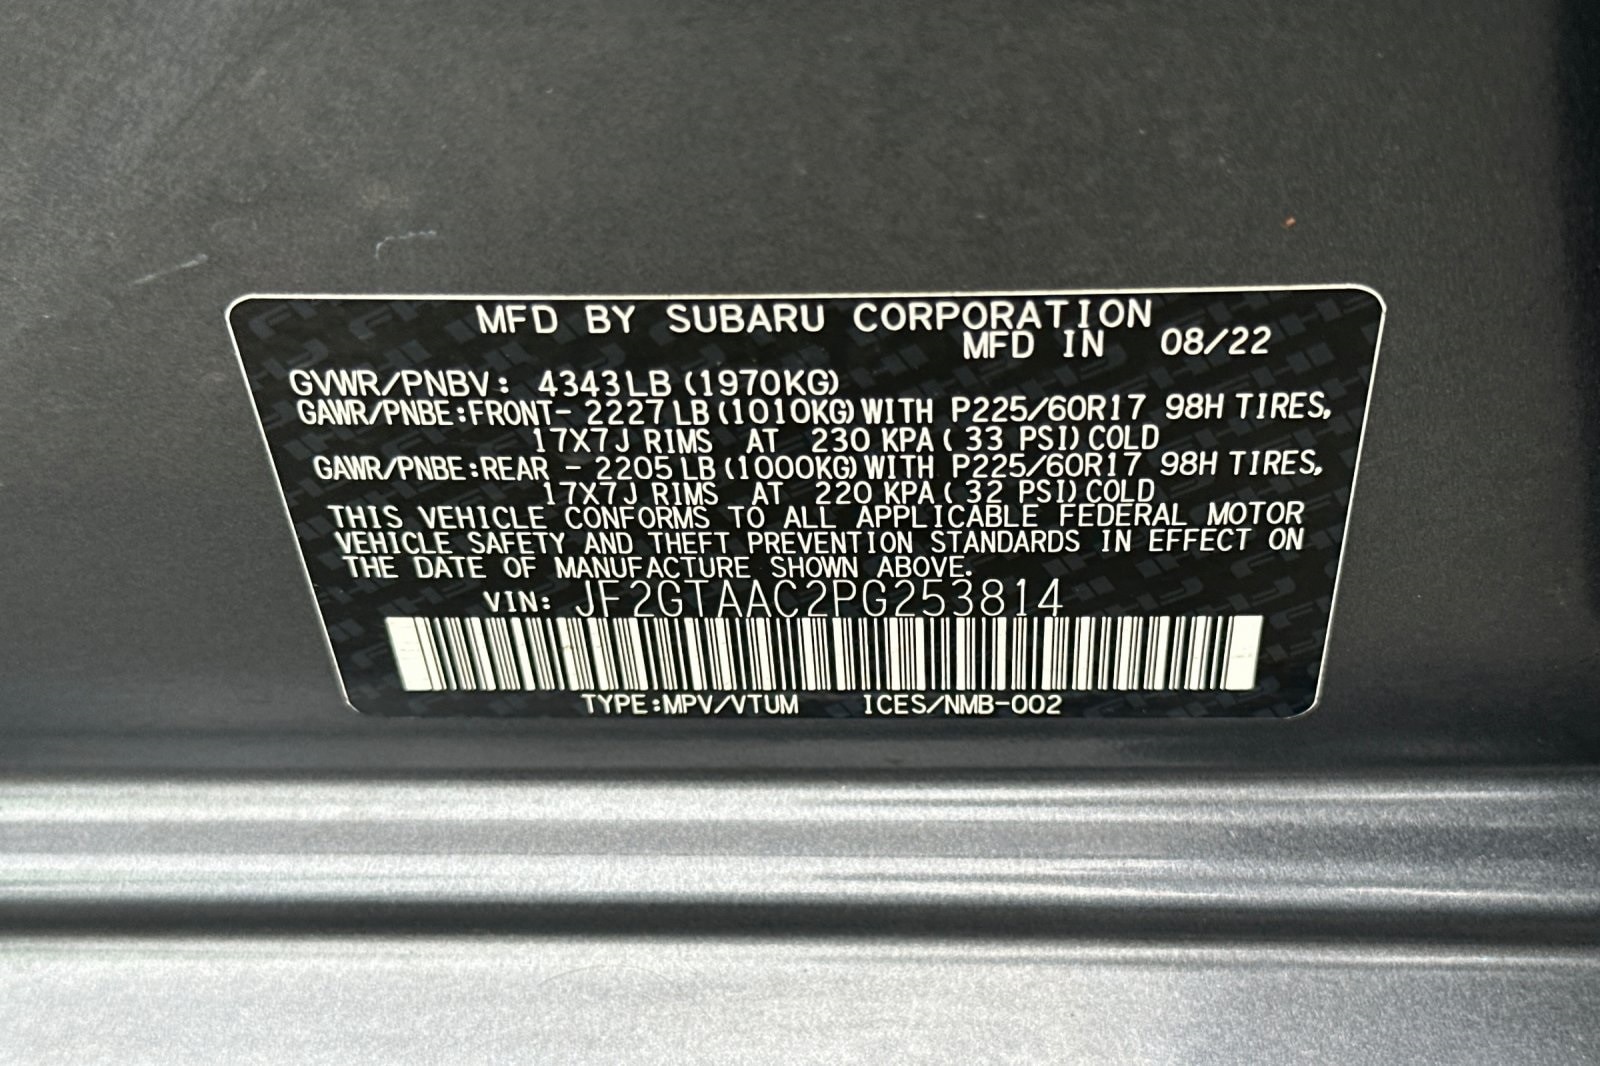 MFD BY SUBARU CORPORATION
MFD IN 08/22
GVWR/PNBV: 4343LB (1970KG)
GAWR/PNBE:FRONT- 2227LB (1010KG) WITH P225/60R17 98H TIRES,
17X7J RIMS AT 230 KPA ( 33 PSI) COLD
GAWR/PNBE:REAR - 2205LB (1000KG) WITH P225/60R17 98H TIRES,
17X7J RIMS AT 220 KPA ( 32 PSI) COLD
THIS VEHICLE CONFORMS TO ALL APPLICABLE FEDERAL MOTOR
VEHICLE SAFETY AND THEFT PREVENTION STANDARDS IN EFFECT ON
THE DATE OF MANUFACTURE SHOWN ABOVE.
VIN: JF2GTAAC2PG253814
TYPE:MPV/VTUM ICES/NMB-002